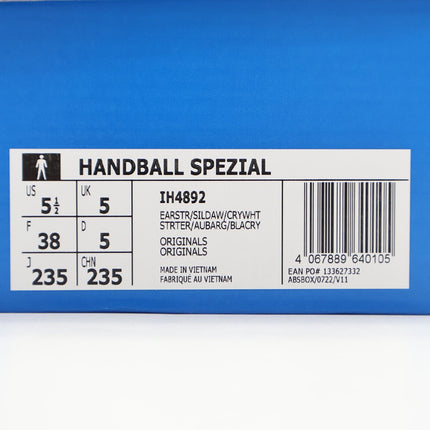 HANDBALL SPEZIAL
US 5½ UK 5
F 38 D 5
J 235 CHN 235
IH4892
EARSTR/SILDAW/CRYWHT
STRTER/AUBARG/BLACRY
ORIGINALS
ORIGINALS
MADE IN VIETNAM
FABRIQUÉ AU VIETNAM
4 067889 640105
EAN PO# 133627332
ABSBOX/0722/V11